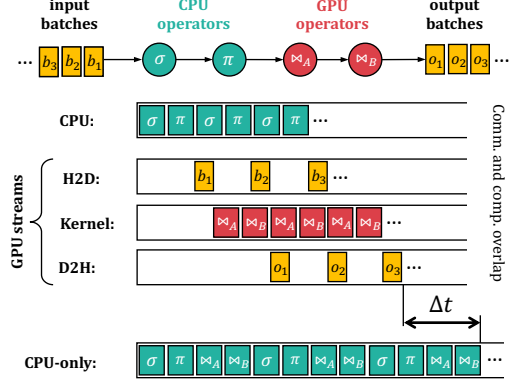 input batches
CPU operators
GPU operators
output batches
... b₃ b₂ b₁ σ π ⋈A ⋈B o₁ o₂ o₃ ...
CPU: σ π σ π σ π ...
H2D: b₁ b₂ b₃ ...
Kernel: ⋈A ⋈B ⋈A ⋈B ⋈A ⋈B ...
D2H: o₁ o₂ o₃ ...
GPU streams
Comm. and comp. overlap
Δt
CPU-only: σ π ⋈A ⋈B σ π ⋈A ⋈B σ π ⋈A ⋈B ...